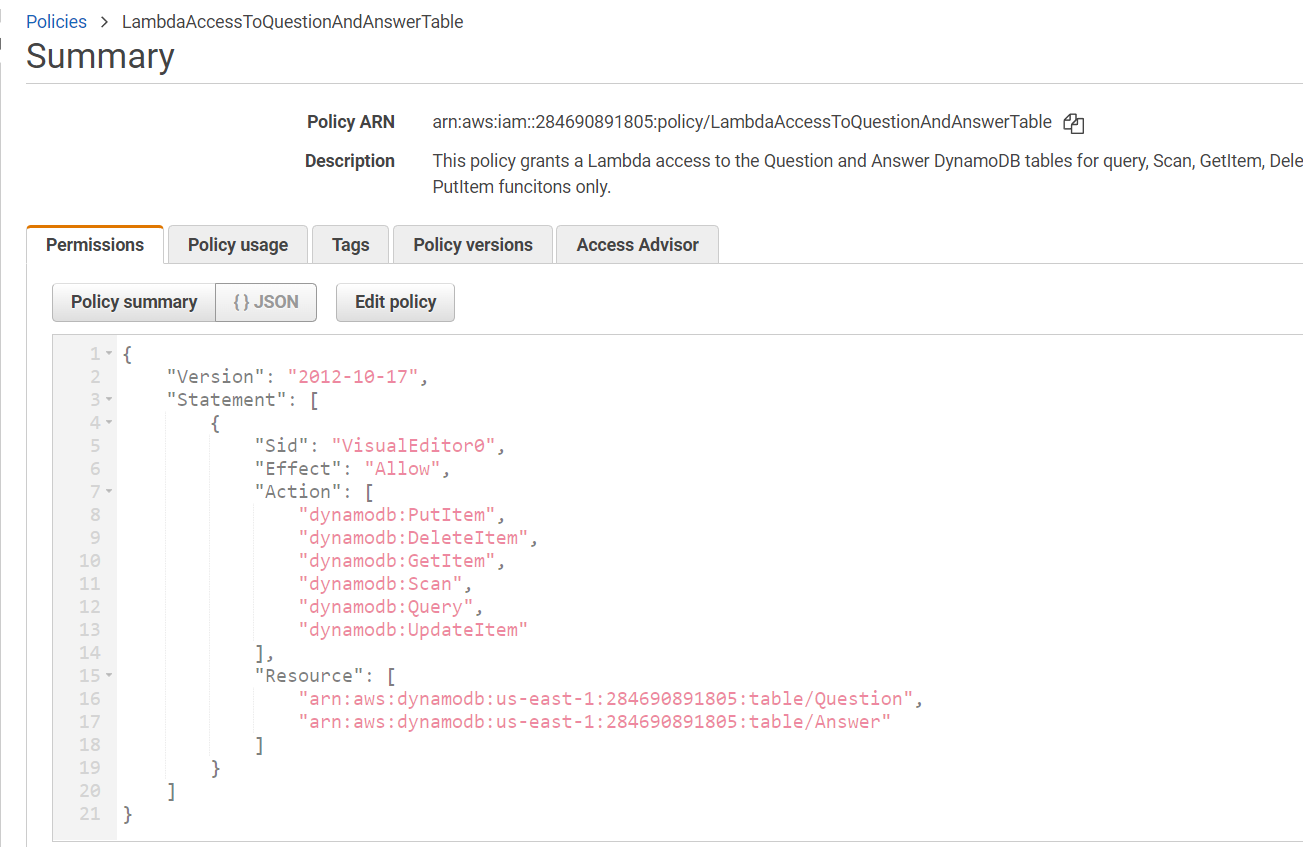 Policies > LambdaAccessToQuestionAndAnswerTable
Summary
Policy ARN arn:aws:iam::284690891805:policy/LambdaAccessToQuestionAndAnswerTable
Description This policy grants a Lambda access to the Question and Answer DynamoDB tables for query, Scan, GetItem, Dele
PutItem funcitons only.
Permissions Policy usage Tags Policy versions Access Advisor
Policy summary { } JSON Edit policy
1 {
2 "Version": "2012-10-17",
3 "Statement": [
4 {
5 "Sid": "VisualEditor0",
6 "Effect": "Allow",
7 "Action": [
8 "dynamodb:PutItem",
9 "dynamodb:DeleteItem",
10 "dynamodb:GetItem",
11 "dynamodb:Scan",
12 "dynamodb:Query",
13 "dynamodb:UpdateItem"
14 ],
15 "Resource": [
16 "arn:aws:dynamodb:us-east-1:284690891805:table/Question",
17 "arn:aws:dynamodb:us-east-1:284690891805:table/Answer"
18 ]
19 }
20 ]
21 }